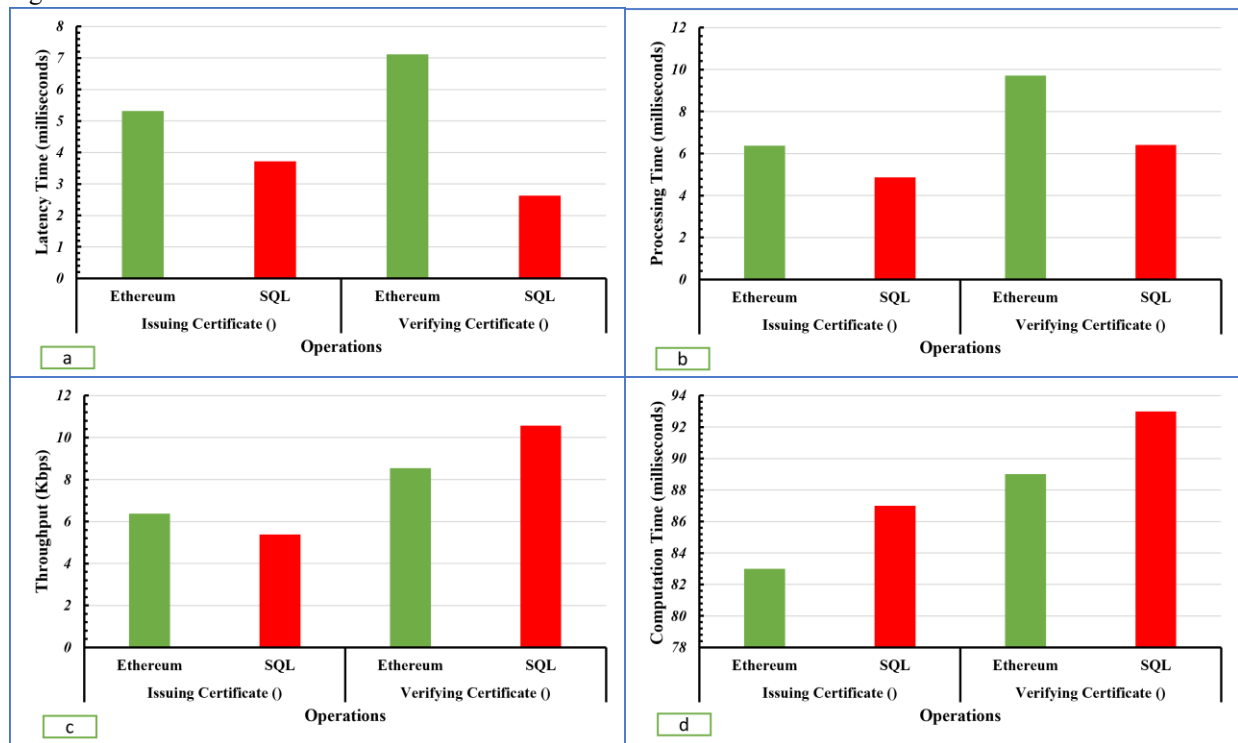 8
7
6
5
4
3
2
1
0
Latency Time (milliseconds)
Ethereum SQL Ethereum SQL
Issuing Certificate () Verifying Certificate ()
Operations
a
12
10
8
6
4
2
0
Processing Time (milliseconds)
Ethereum SQL Ethereum SQL
Issuing Certificate () Verifying Certificate ()
Operations
b
12
10
8
6
4
2
0
Throughput (Kbps)
Ethereum SQL Ethereum SQL
Issuing Certificate () Verifying Certificate ()
Operations
c
94
92
90
88
86
84
82
80
78
Computation Time (milliseconds)
Ethereum SQL Ethereum SQL
Issuing Certificate () Verifying Certificate ()
Operations
d